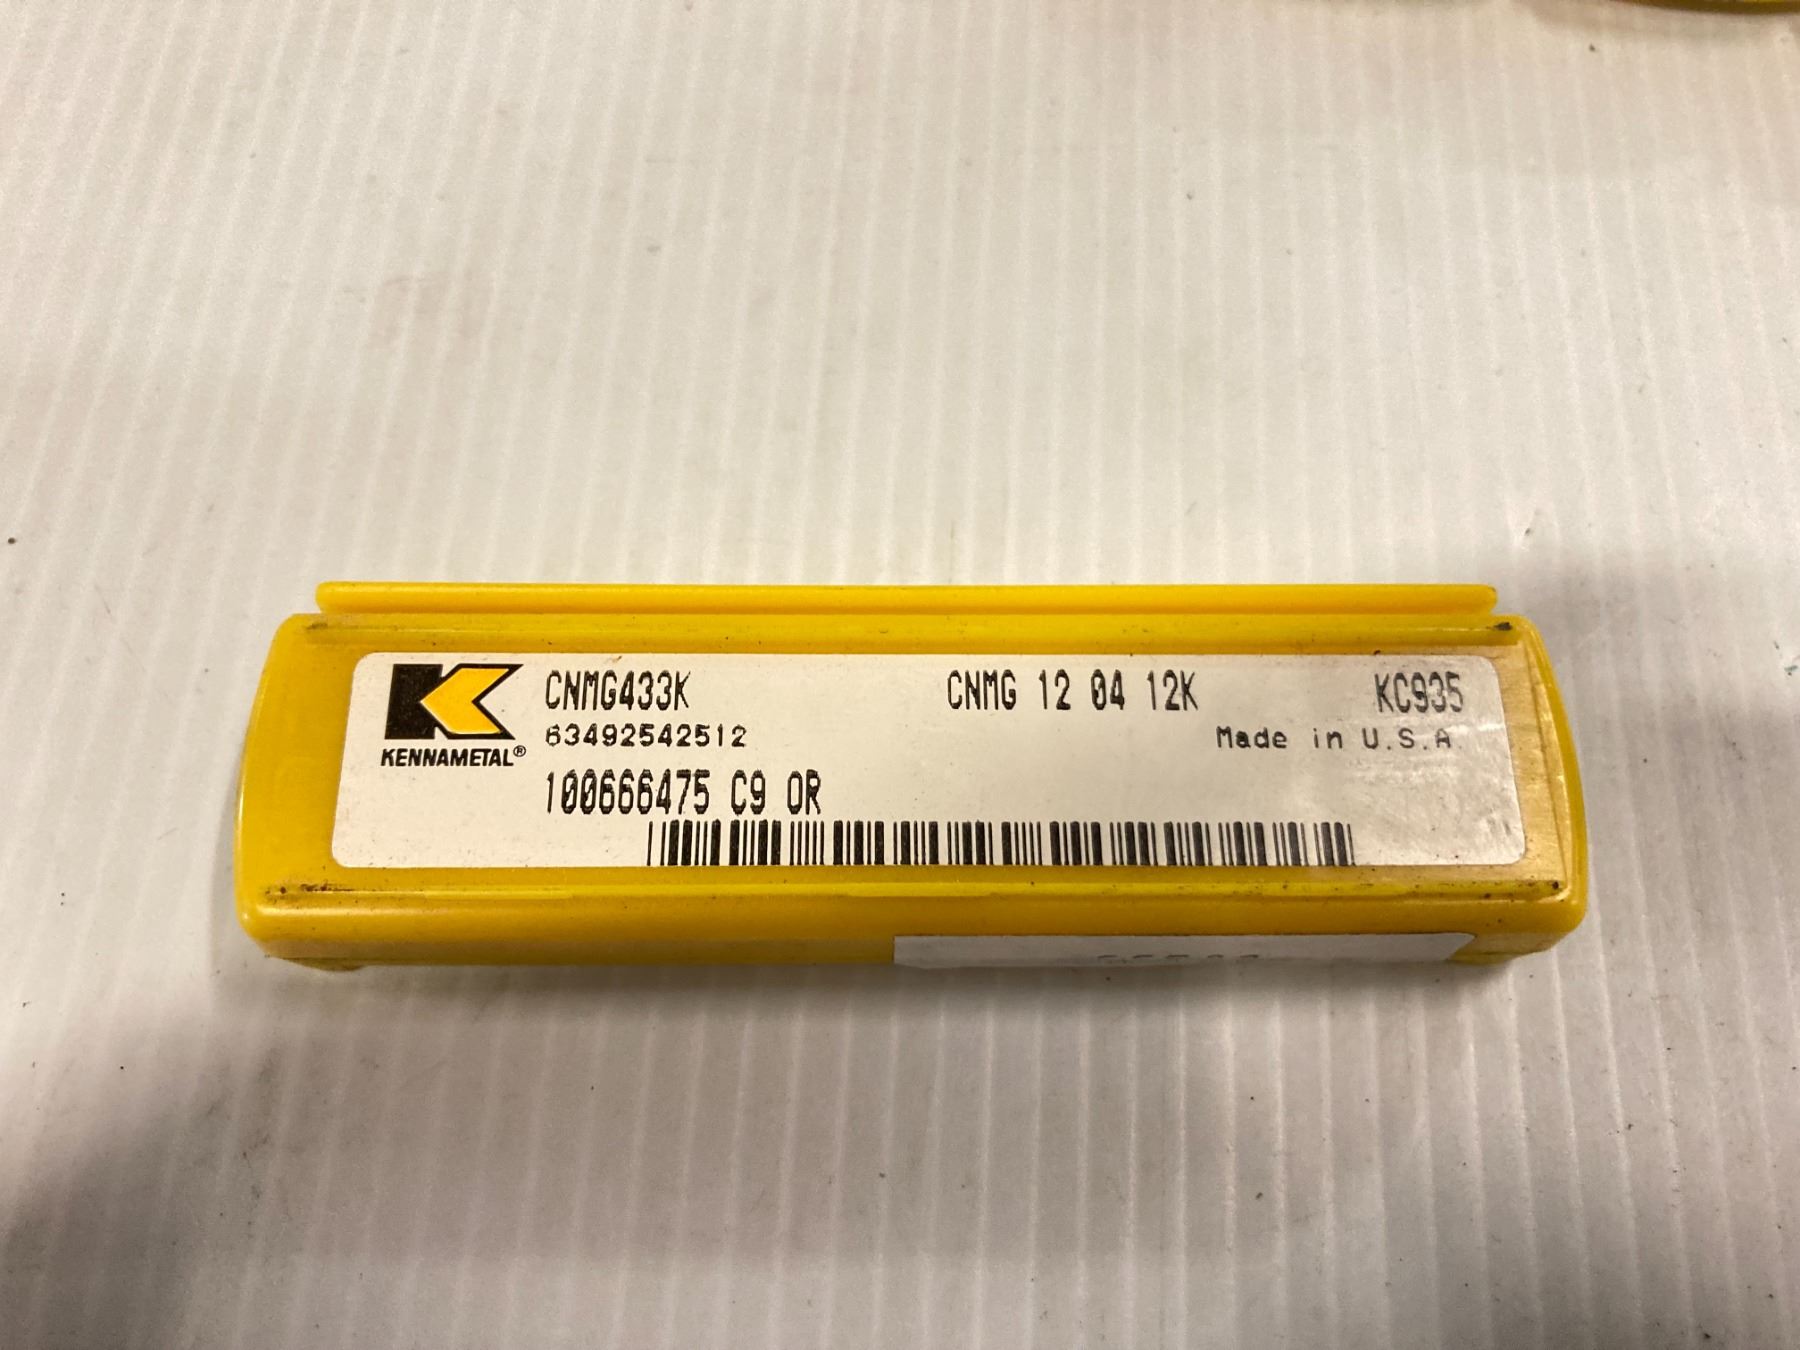 CNMG433K CNMG 12 04 12K KC935
63492542512 Made in U.S.A.
KENNAMETAL®
100666475 C9 OR